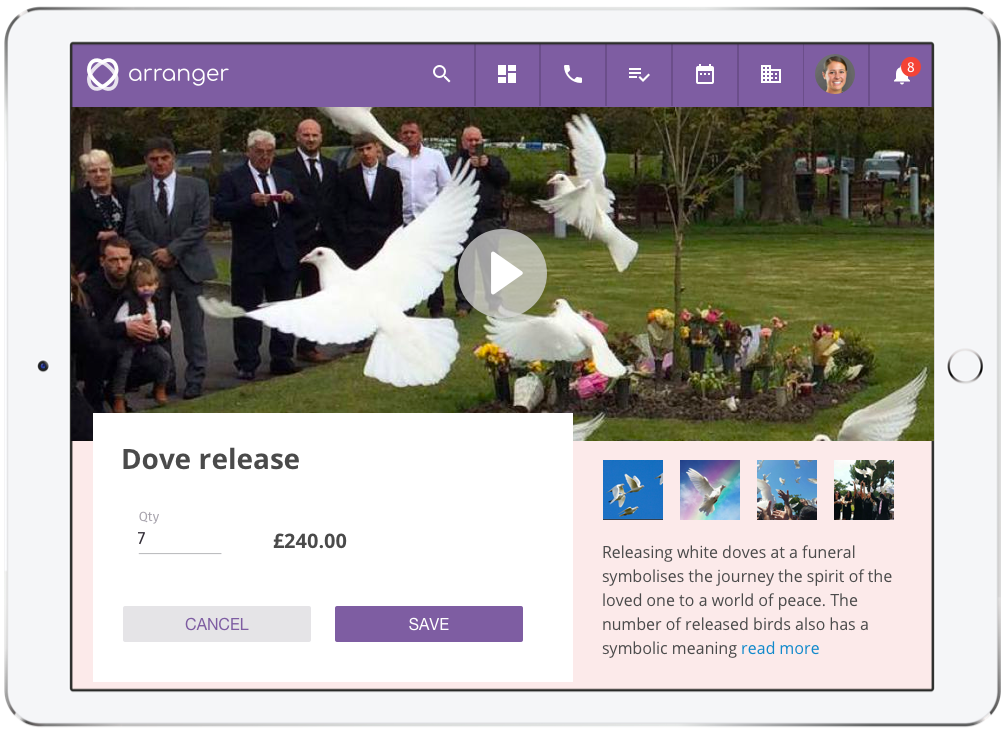 arranger
8
Dove release
Qty
7
£240.00
CANCEL
SAVE
Releasing white doves at a funeral
symbolises the journey the spirit of the
loved one to a world of peace. The
number of released birds also has a
symbolic meaning read more